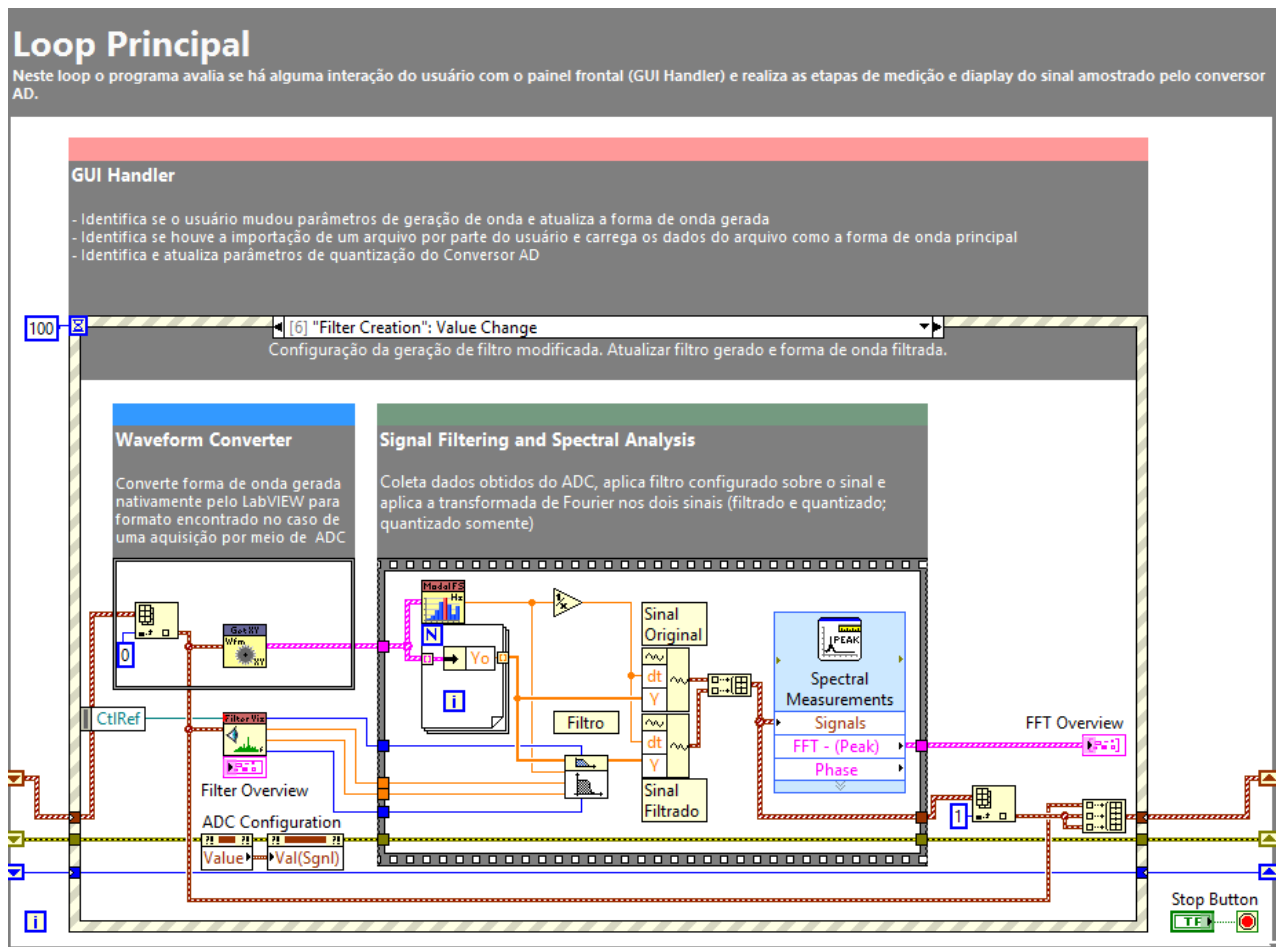 Loop Principal
Neste loop o programa avalia se há alguma interação do usuário com o painel frontal (GUI Handler) e realiza as etapas de medição e diaplay do sinal amostrado pelo conversor
AD.
GUI Handler
- Identifica se o usuário mudou parâmetros de geração de onda e atualiza a forma de onda gerada
- Identifica se houve a importação de um arquivo por parte do usuário e carrega os dados do arquivo como a forma de onda principal
- Identifica e atualiza parâmetros de quantização do Conversor AD
100
[6] "Filter Creation": Value Change
Configuração da geração de filtro modificada. Atualizar filtro gerado e forma de onda filtrada.
Waveform Converter
Converte forma de onda gerada
nativamente pelo LabVIEW para
formato encontrado no caso de
uma aquisição por meio de ADC
Signal Filtering and Spectral Analysis
Coleta dados obtidos do ADC, aplica filtro configurado sobre o sinal e
aplica a transformada de Fourier nos dois sinais (filtrado e quantizado;
quantizado somente)
0
Get XY
Wfm
XY
Modal FS
Hz
N
Yo
i
1/x
Sinal
Original
dt
Y
Filtro
dt
Y
Sinal
Filtrado
PEAK
Spectral
Measurements
Signals
FFT - (Peak)
Phase
FFT Overview
CtlRef
Filter Viz
Filter Overview
ADC Configuration
Value
Val(Sgnl)
1
i
Stop Button
TF